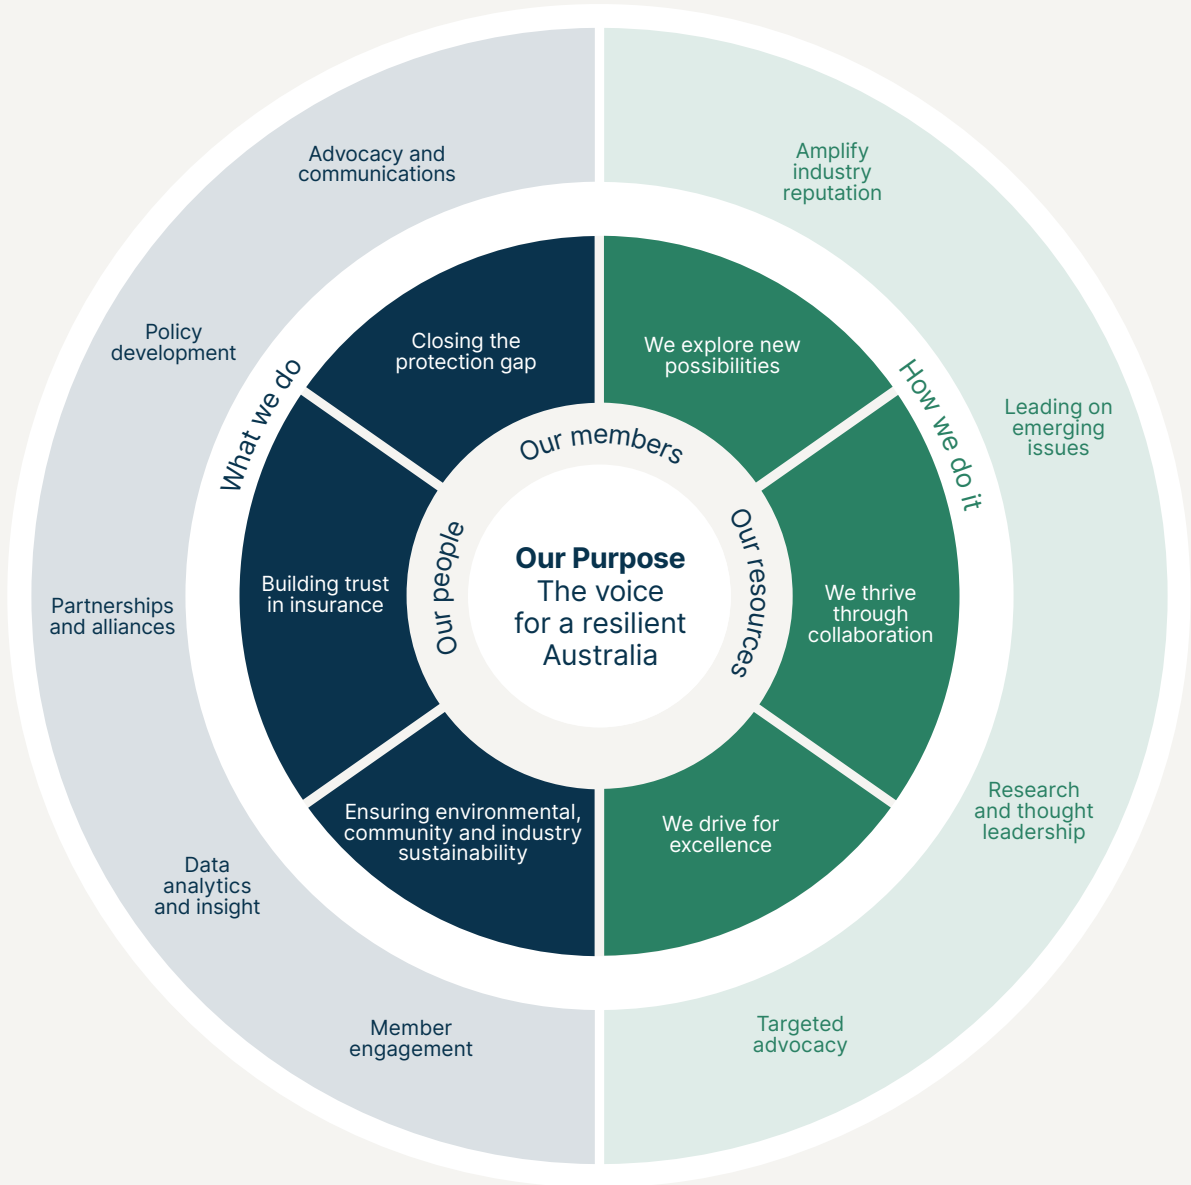 Advocacy and
communications
Policy
development
Partnerships
and alliances
Data
analytics
and insight
Member
engagement
What we do
Closing the
protection gap
Building trust
in insurance
Ensuring environmental,
community and industry
sustainability
Our members
Our people
Our resources
Our Purpose
The voice
for a resilient
Australia
We explore new
possibilities
We thrive
through
collaboration
We drive for
excellence
How we do it
Amplify
industry
reputation
Leading on
emerging
issues
Research
and thought
leadership
Targeted
advocacy